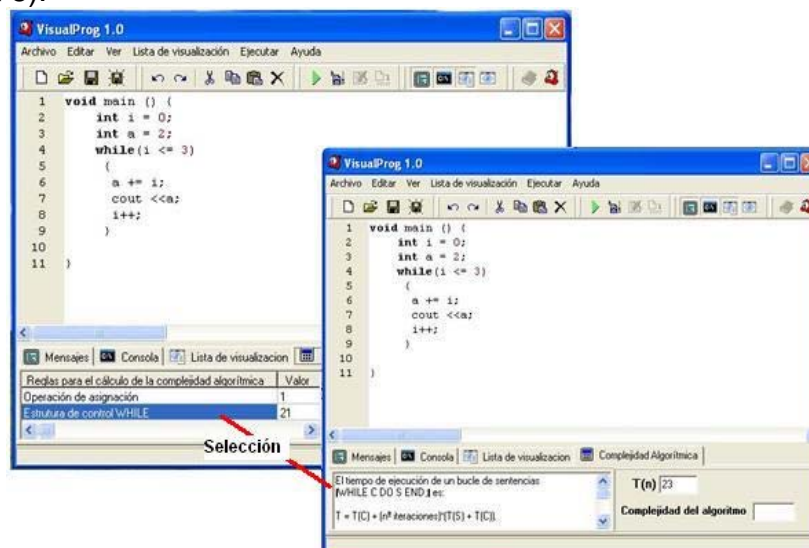 VisualProg 1.0
Archivo Editar Ver Lista de visualización Ejecutar Ayuda
1 void main () {
2 int i = 0;
3 int a = 2;
4 while(i <= 3)
5 {
6 a += i;
7 cout <<a;
8 i++;
9 }
10
11 }
Mensajes Consola Lista de visualizacion
Reglas para el cálculo de la complejidad algorítmica Valor
Operación de asignación 1
Estrutura de control WHILE 21
Selección
VisualProg 1.0
Archivo Editar Ver Lista de visualización Ejecutar Ayuda
1 void main () {
2 int i = 0;
3 int a = 2;
4 while(i <= 3)
5 {
6 a += i;
7 cout <<a;
8 i++;
9 }
10
11 }
Mensajes Consola Lista de visualizacion Complejidad Algorítmica
El tiempo de ejecución de un bucle de sentencias
WHILE C DO S END; es:
T = T(C) + (nº iteraciones)*(T(S) + T(C)).
T(n) 23
Complejidad del algoritmo